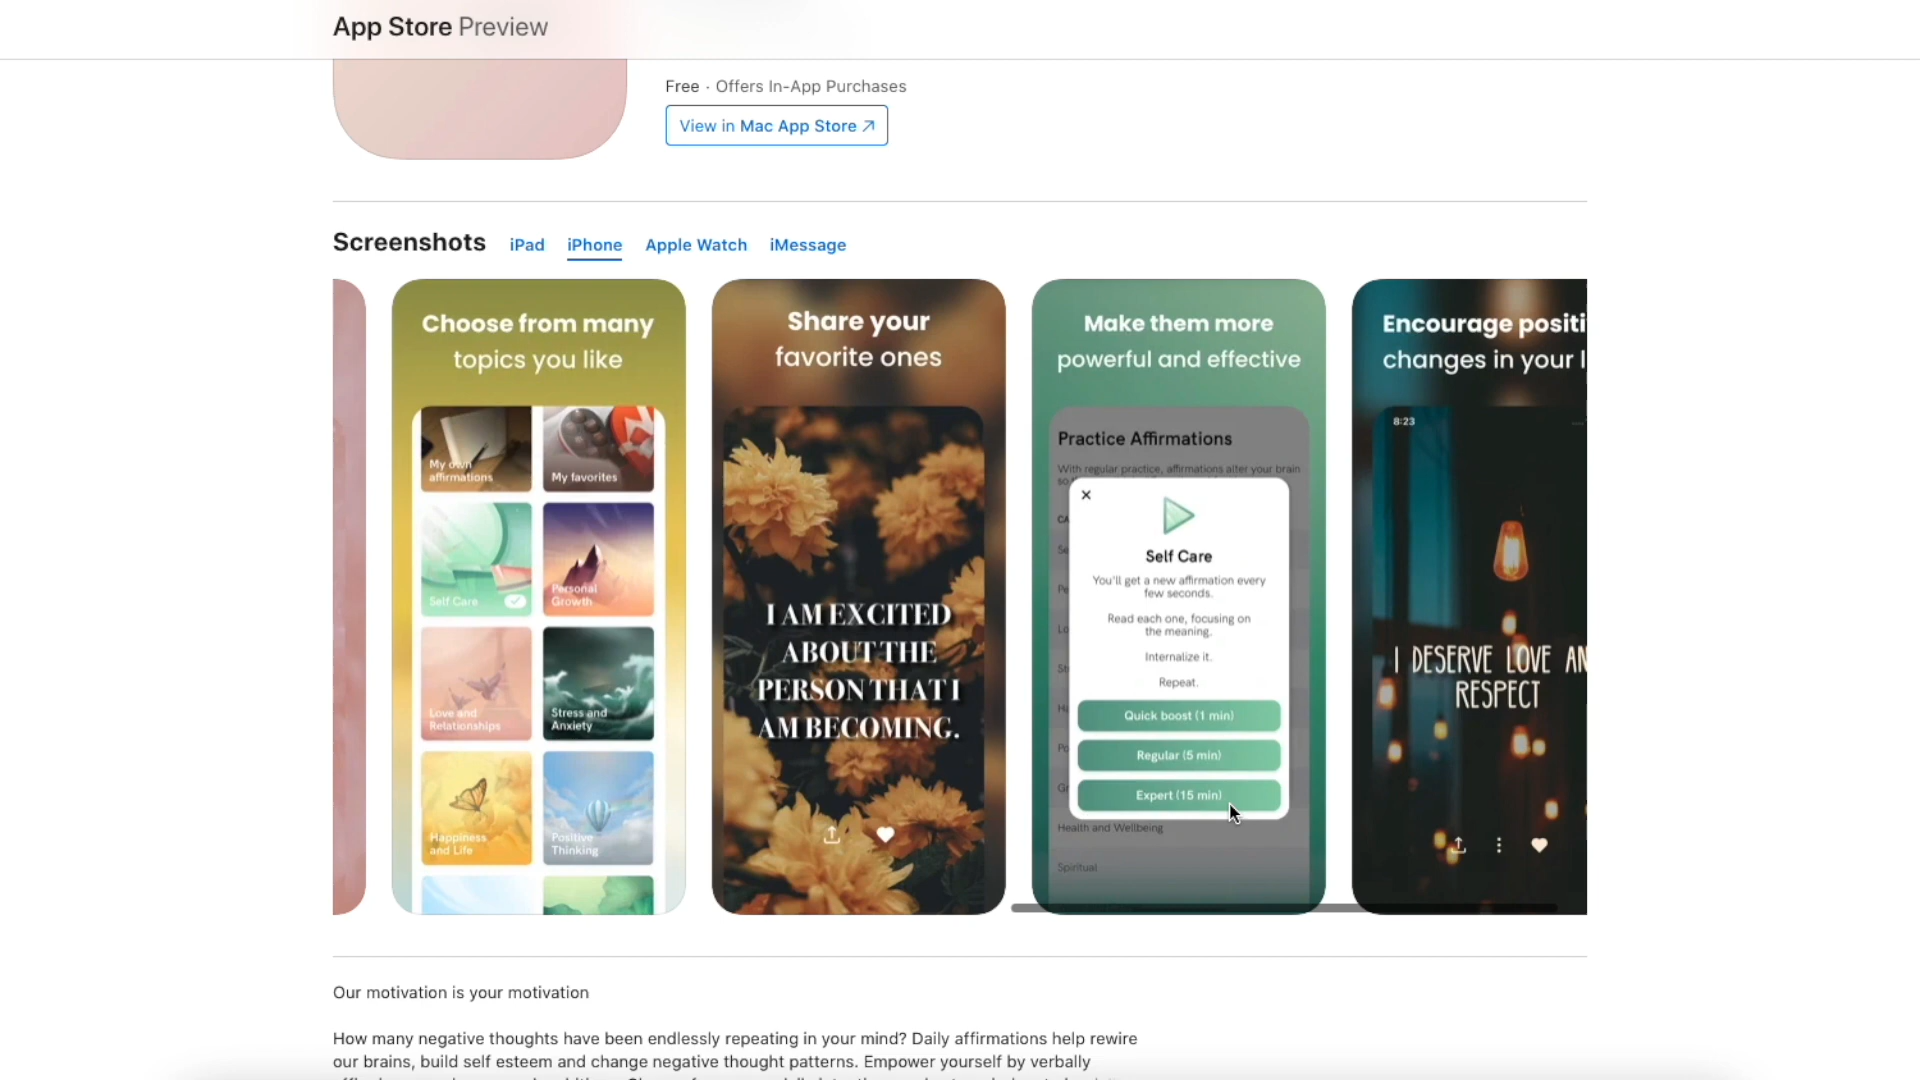 App Store Preview
Free · Offers In-App Purchases
View in Mac App Store
Screenshots
iPad
iPhone
Apple Watch
iMessage
Choose from many
topics you like
My own
affirmations
My favorites
Self Care
Personal
Growth
Love and
Relationships
Stress and
Anxiety
Happiness
and Life
Positive
Thinking
Share your
favorite ones
I AM EXCITED
ABOUT THE
PERSON THAT I
AM BECOMING.
Make them more
powerful and effective
Practice Affirmations
With regular practice, affirmations alter your brain
Self Care
You'll get a new affirmation every
few seconds.
Read each one, focusing on
the meaning.
Internalize it.
Repeat.
Quick boost (1 min)
Regular (5 min)
Expert (15 min)
Health and Wellbeing
Spiritual
Encourage positi
changes in your l
8:23
I DESERVE LOVE AN
RESPECT
Our motivation is your motivation
How many negative thoughts have been endlessly repeating in your mind? Daily affirmations help rewire
our brains, build self esteem and change negative thought patterns. Empower yourself by verbally